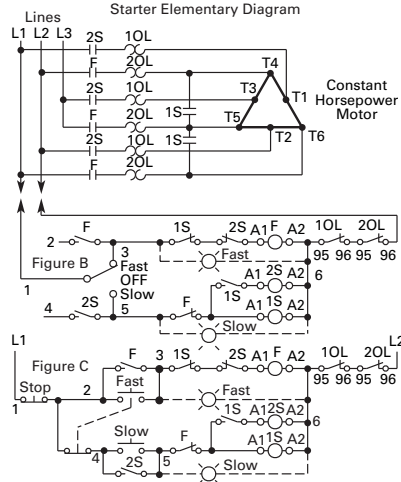 Starter Elementary Diagram
Lines
L1 L2 L3
2S 1OL
F 2OL
T4
2S 1OL
1S
T3 T1
Constant
Horsepower
Motor
F 2OL
T5
2S 1OL
1S
T2 T6
F 2OL
F 1S 2S A1 F A2 1OL 2OL
2
3
95 96 95 96
Figure B
Fast
OFF
Slow
Fast
1
A1 2S A2
6
1S
4 2S 5 F A1 1S A2
Slow
L1 L2
Figure C
F 3 1S 2S A1 F A2 1OL 2OL
95 96 95 96
Stop
1 2 Fast
Fast
1S A1 2S A2
6
Slow
4 F A1 1S A2
2S 5
Slow